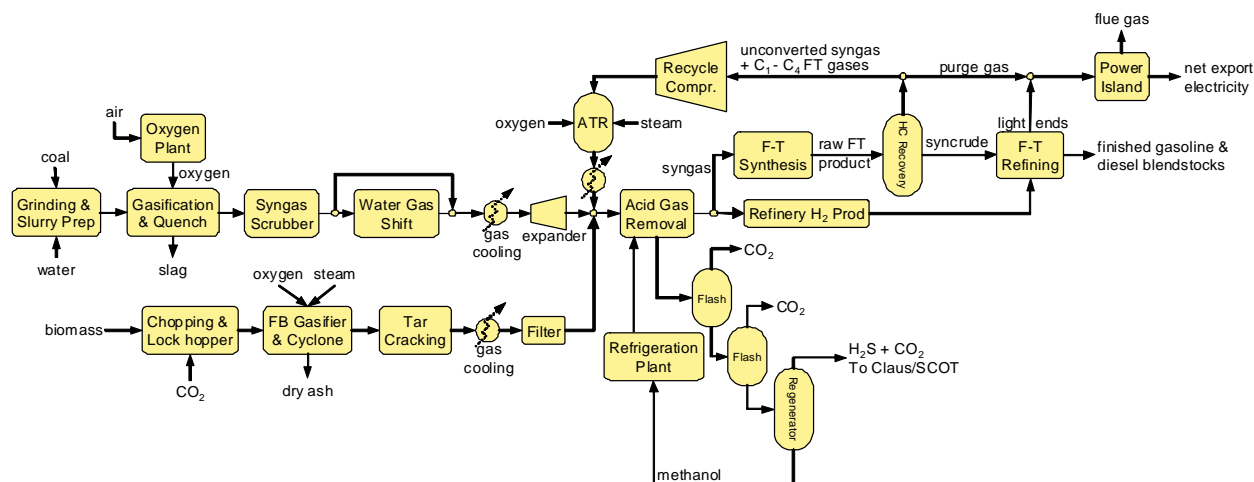 flue gas
unconverted syngas
+ C₁ - C₄ FT gases
purge gas
Recycle
Compr.
Power
Island
net export
electricity
air
Oxygen
Plant
oxygen
ATR
steam
HC Recovery
light ends
coal
oxygen
syngas
F-T
Synthesis
raw FT
product
syncrude
F-T
Refining
finished gasoline &
diesel blendstocks
Grinding &
Slurry Prep
Gasification
& Quench
Syngas
Scrubber
Water Gas
Shift
gas
cooling
expander
Acid Gas
Removal
Refinery H₂ Prod
water
slag
CO₂
oxygen steam
Flash
CO₂
biomass
Chopping &
Lock hopper
FB Gasifier
& Cyclone
Tar
Cracking
gas
cooling
Filter
Refrigeration
Plant
Flash
H₂S + CO₂
To Claus/SCOT
CO₂
dry ash
Regenerator
methanol